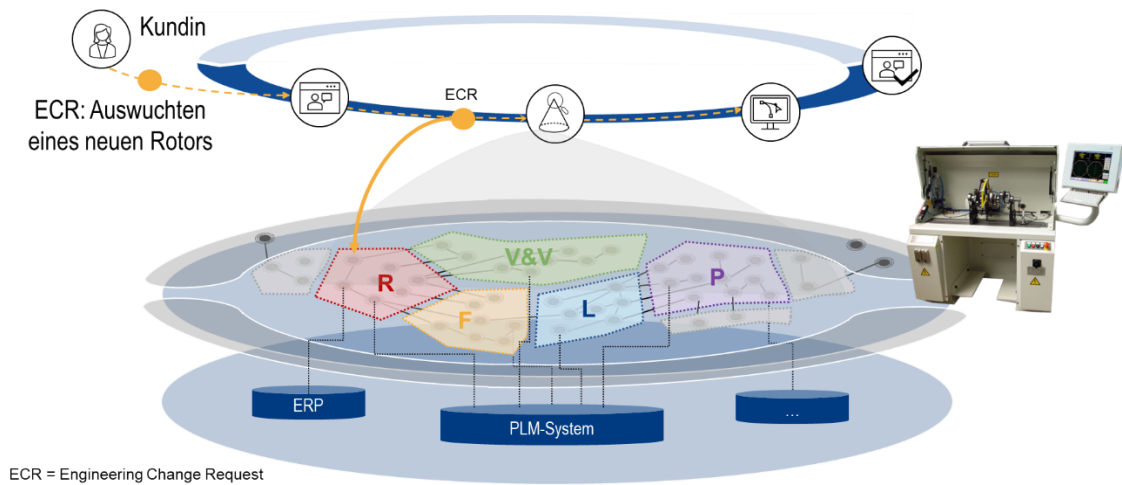 Kundin
ECR: Auswuchten
eines neuen Rotors
ECR
V&V
R
P
F
L
ERP
PLM-System
...
ECR = Engineering Change Request